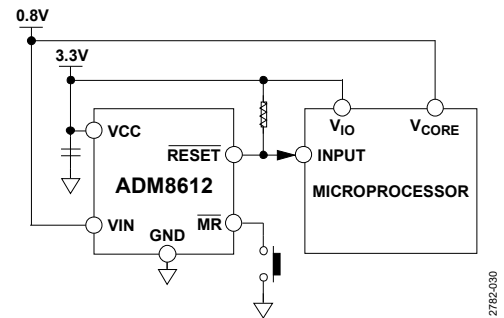 0.8V
3.3V
VCC
RESET
ADM8612
VIN
GND
MR
VIO
VCORE
INPUT
MICROPROCESSOR
2782-030